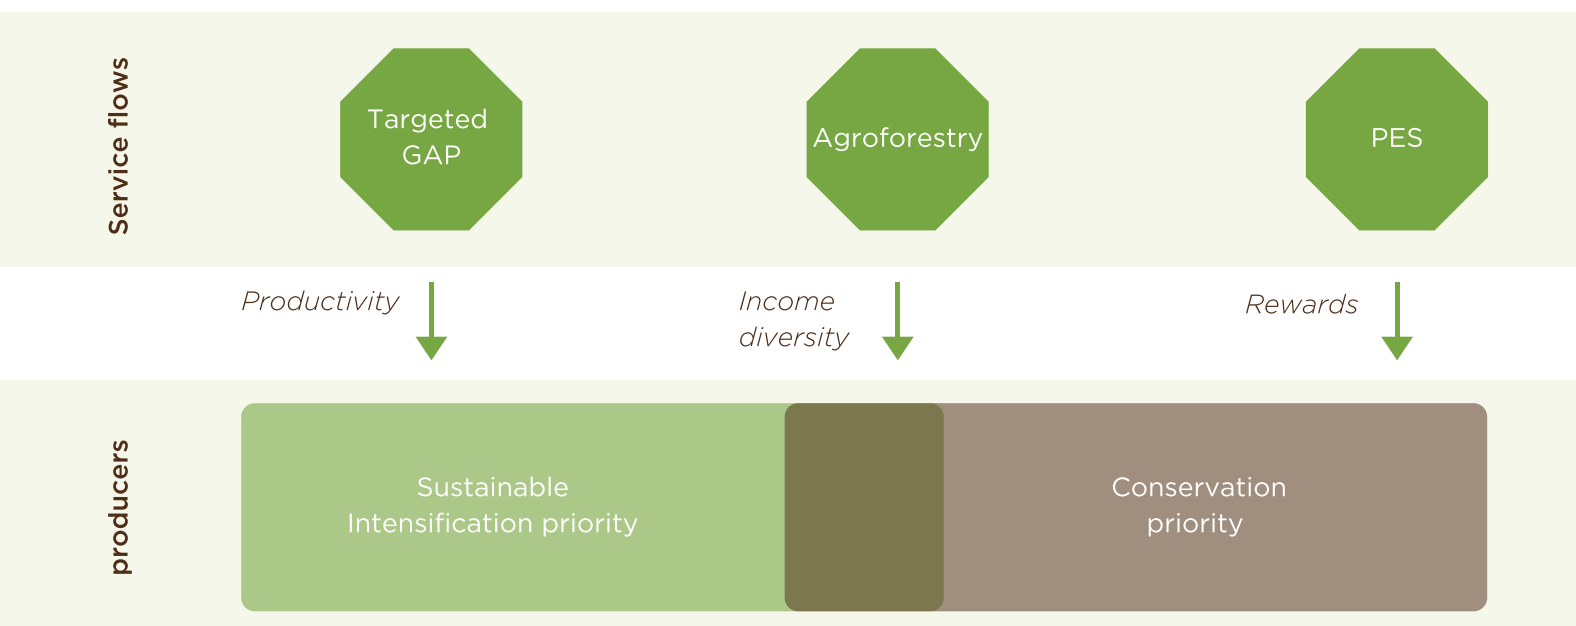 Service flows
Targeted
GAP
Agroforestry
PES
Productivity
Income
diversity
Rewards
producers
Sustainable
Intensification priority
Conservation
priority